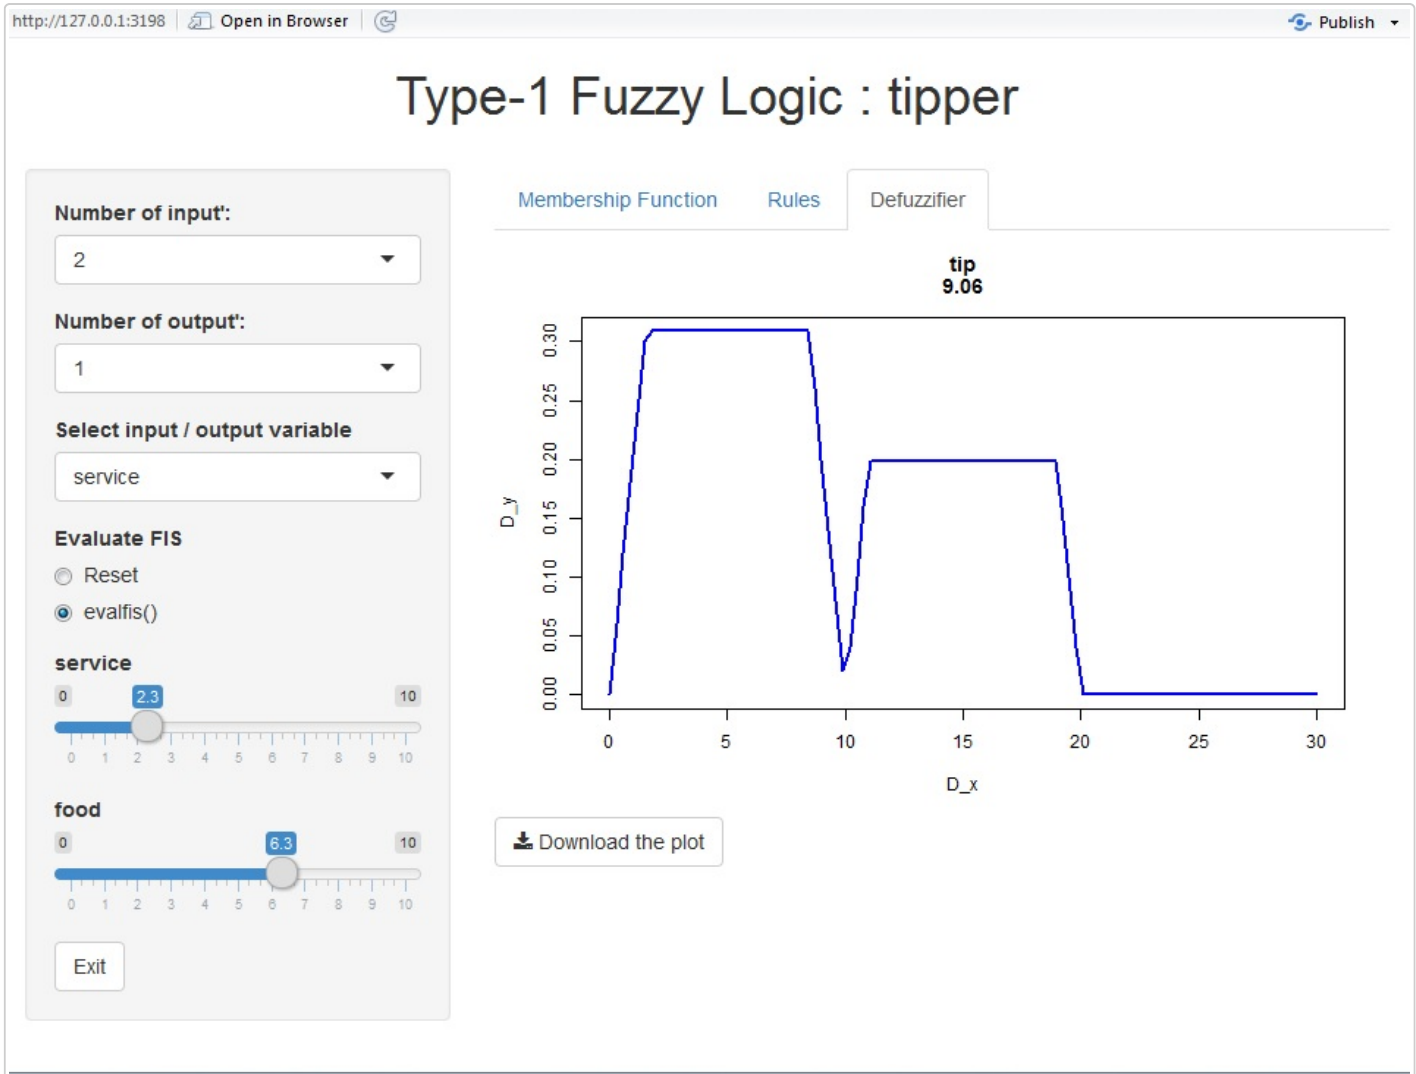 http://127.0.0.1:3198 Open in Browser Publish
Type-1 Fuzzy Logic : tipper
Number of input':
2
Number of output':
1
Select input / output variable
service
Evaluate FIS
Reset
evalfis()
service
0 2.3 10
0 1 2 3 4 5 6 7 8 9 10
food
0 6.3 10
0 1 2 3 4 5 6 7 8 9 10
Exit
Membership Function Rules Defuzzifier
tip
9.06
D_y
0.30
0.25
0.20
0.15
0.10
0.05
0.00
0 5 10 15 20 25 30
D_x
Download the plot